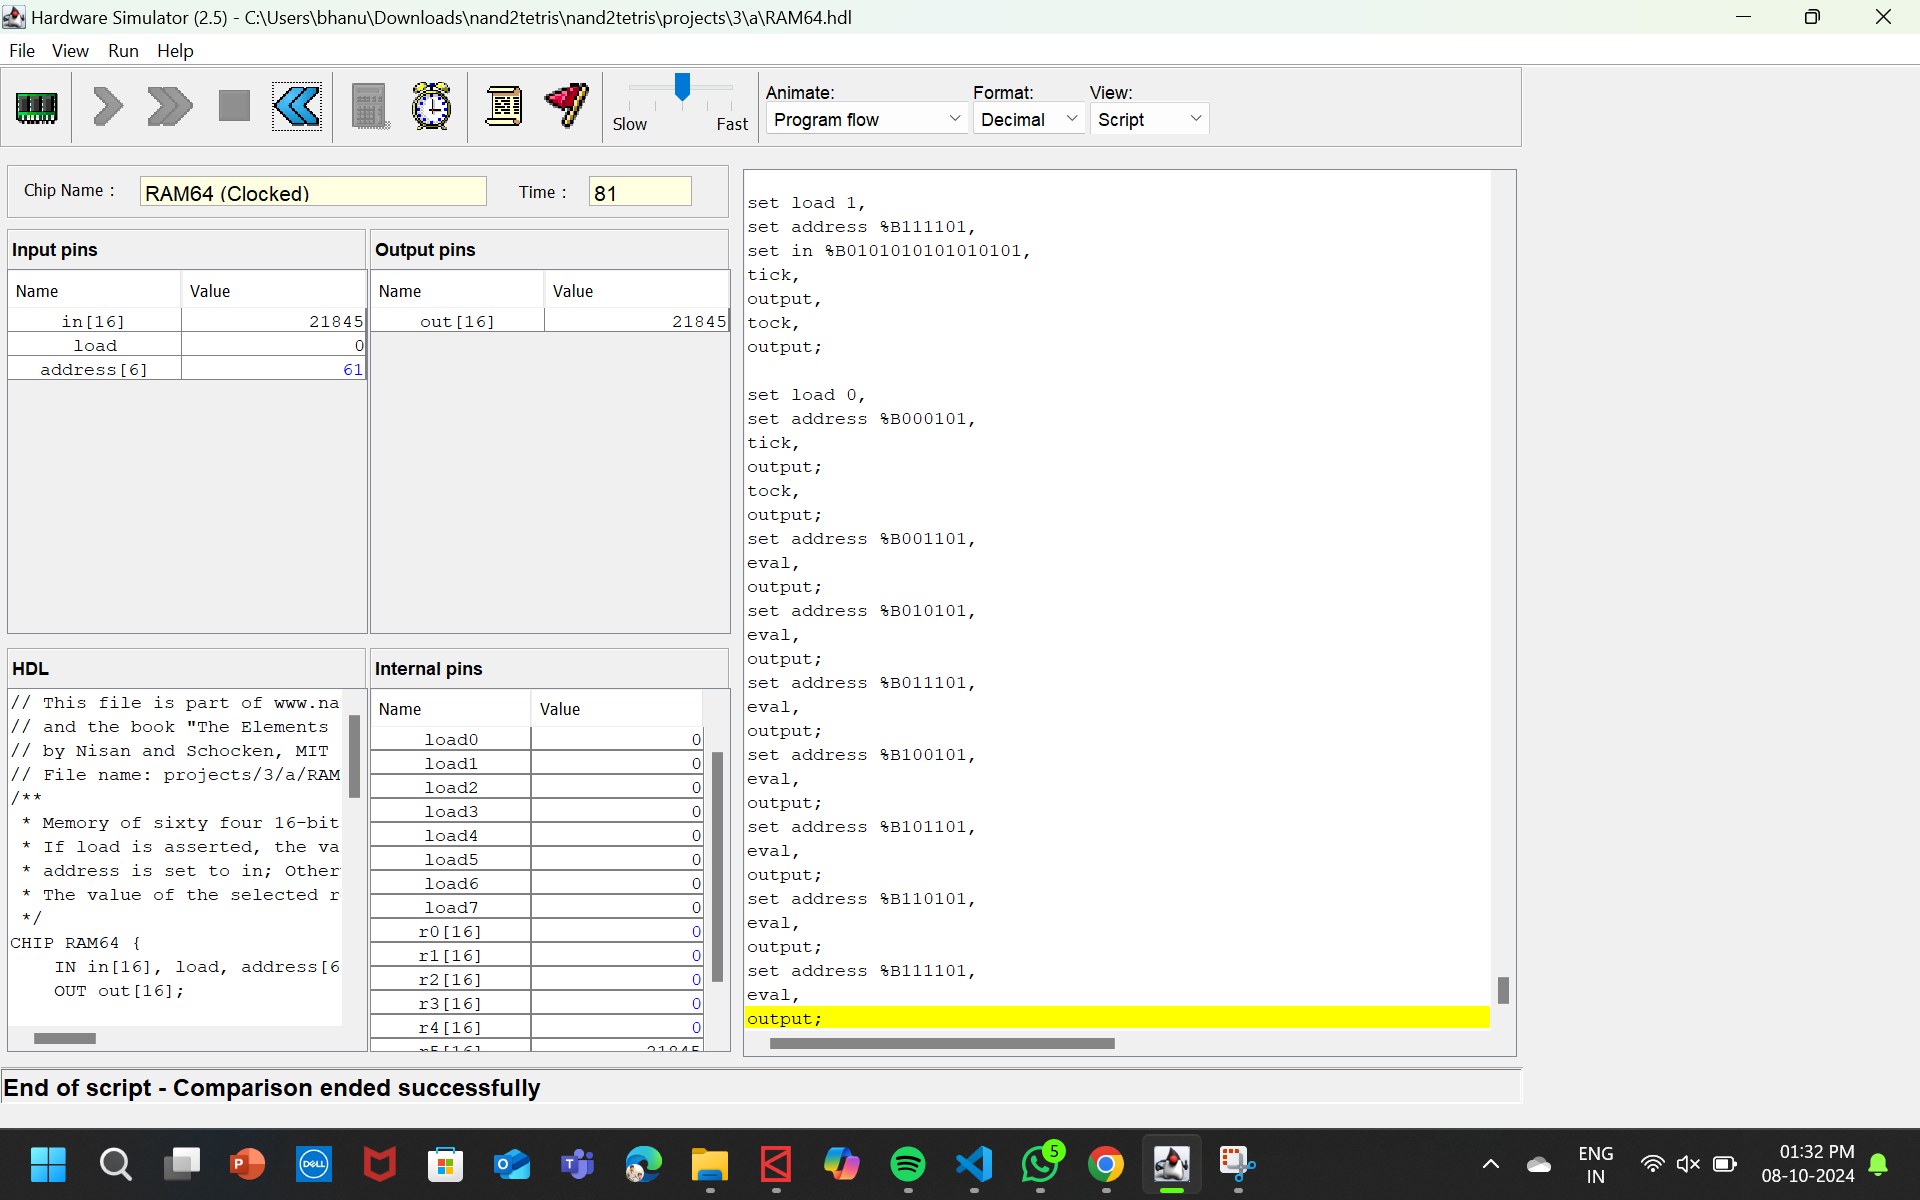 Hardware Simulator (2.5) - C:\Users\bhanu\Downloads\nand2tetris\nand2tetris\projects\3\a\RAM64.hdl
File View Run Help
Slow Fast
Animate: Format: View:
Program flow Decimal Script
Chip Name : RAM64 (Clocked) Time : 81
Input pins
Name Value
in[16] 21845
load 0
address[6] 61
Output pins
Name Value
out[16] 21845
HDL
// This file is part of www.na
// and the book "The Elements
// by Nisan and Schocken, MIT
// File name: projects/3/a/RAM
/**
* Memory of sixty four 16-bit
* If load is asserted, the va
* address is set to in; Other
* The value of the selected r
*/
CHIP RAM64 {
IN in[16], load, address[6
OUT out[16];
Internal pins
Name Value
load0 0
load1 0
load2 0
load3 0
load4 0
load5 0
load6 0
load7 0
r0[16] 0
r1[16] 0
r2[16] 0
r3[16] 0
r4[16] 0
r5[16] 21845
set load 1,
set address %B111101,
set in %B0101010101010101,
tick,
output,
tock,
output;
set load 0,
set address %B000101,
tick,
output;
tock,
output;
set address %B001101,
eval,
output;
set address %B010101,
eval,
output;
set address %B011101,
eval,
output;
set address %B100101,
eval,
output;
set address %B101101,
eval,
output;
set address %B110101,
eval,
output;
set address %B111101,
eval,
output;
End of script - Comparison ended successfully
DELL
5
ENG
IN
01:32 PM
08-10-2024